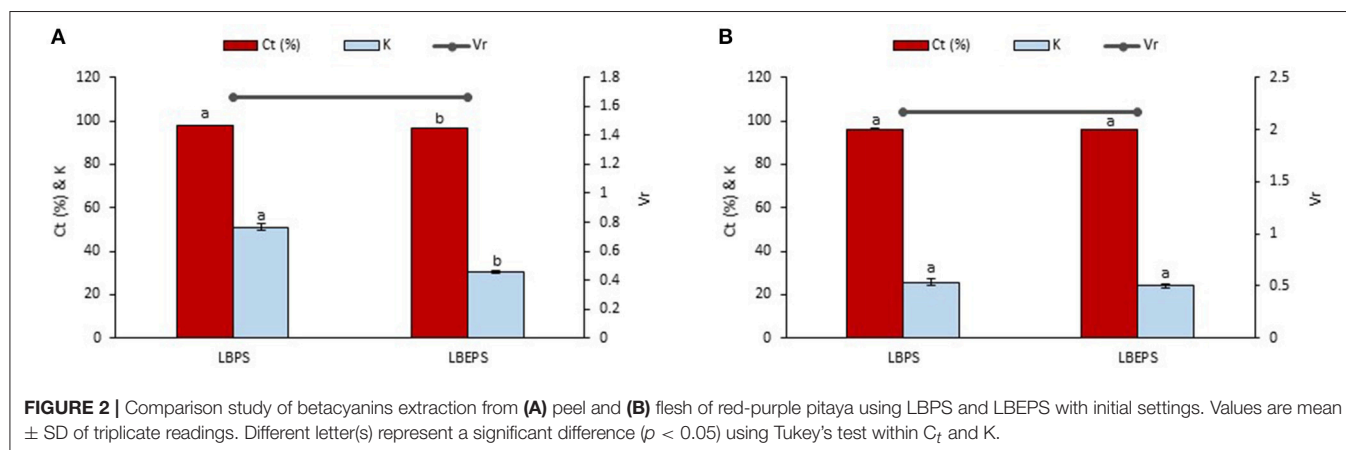 A
Ct (%) K Vr
120
100
80
60
40
20
0
Ct (%) & K
a
a
b
b
LBPS LBEPS
1.8
1.6
1.4
1.2
1
0.8
0.6
0.4
0.2
0
Vr
B
Ct (%) K Vr
120
100
80
60
40
20
0
Ct (%) & K
a
a
a
a
LBPS LBEPS
2.5
2
1.5
1
0.5
0
Vr
FIGURE 2 | Comparison study of betacyanins extraction from (A) peel and (B) flesh of red-purple pitaya using LBPS and LBEPS with initial settings. Values are mean
± SD of triplicate readings. Different letter(s) represent a significant difference (p < 0.05) using Tukey's test within Ct and K.